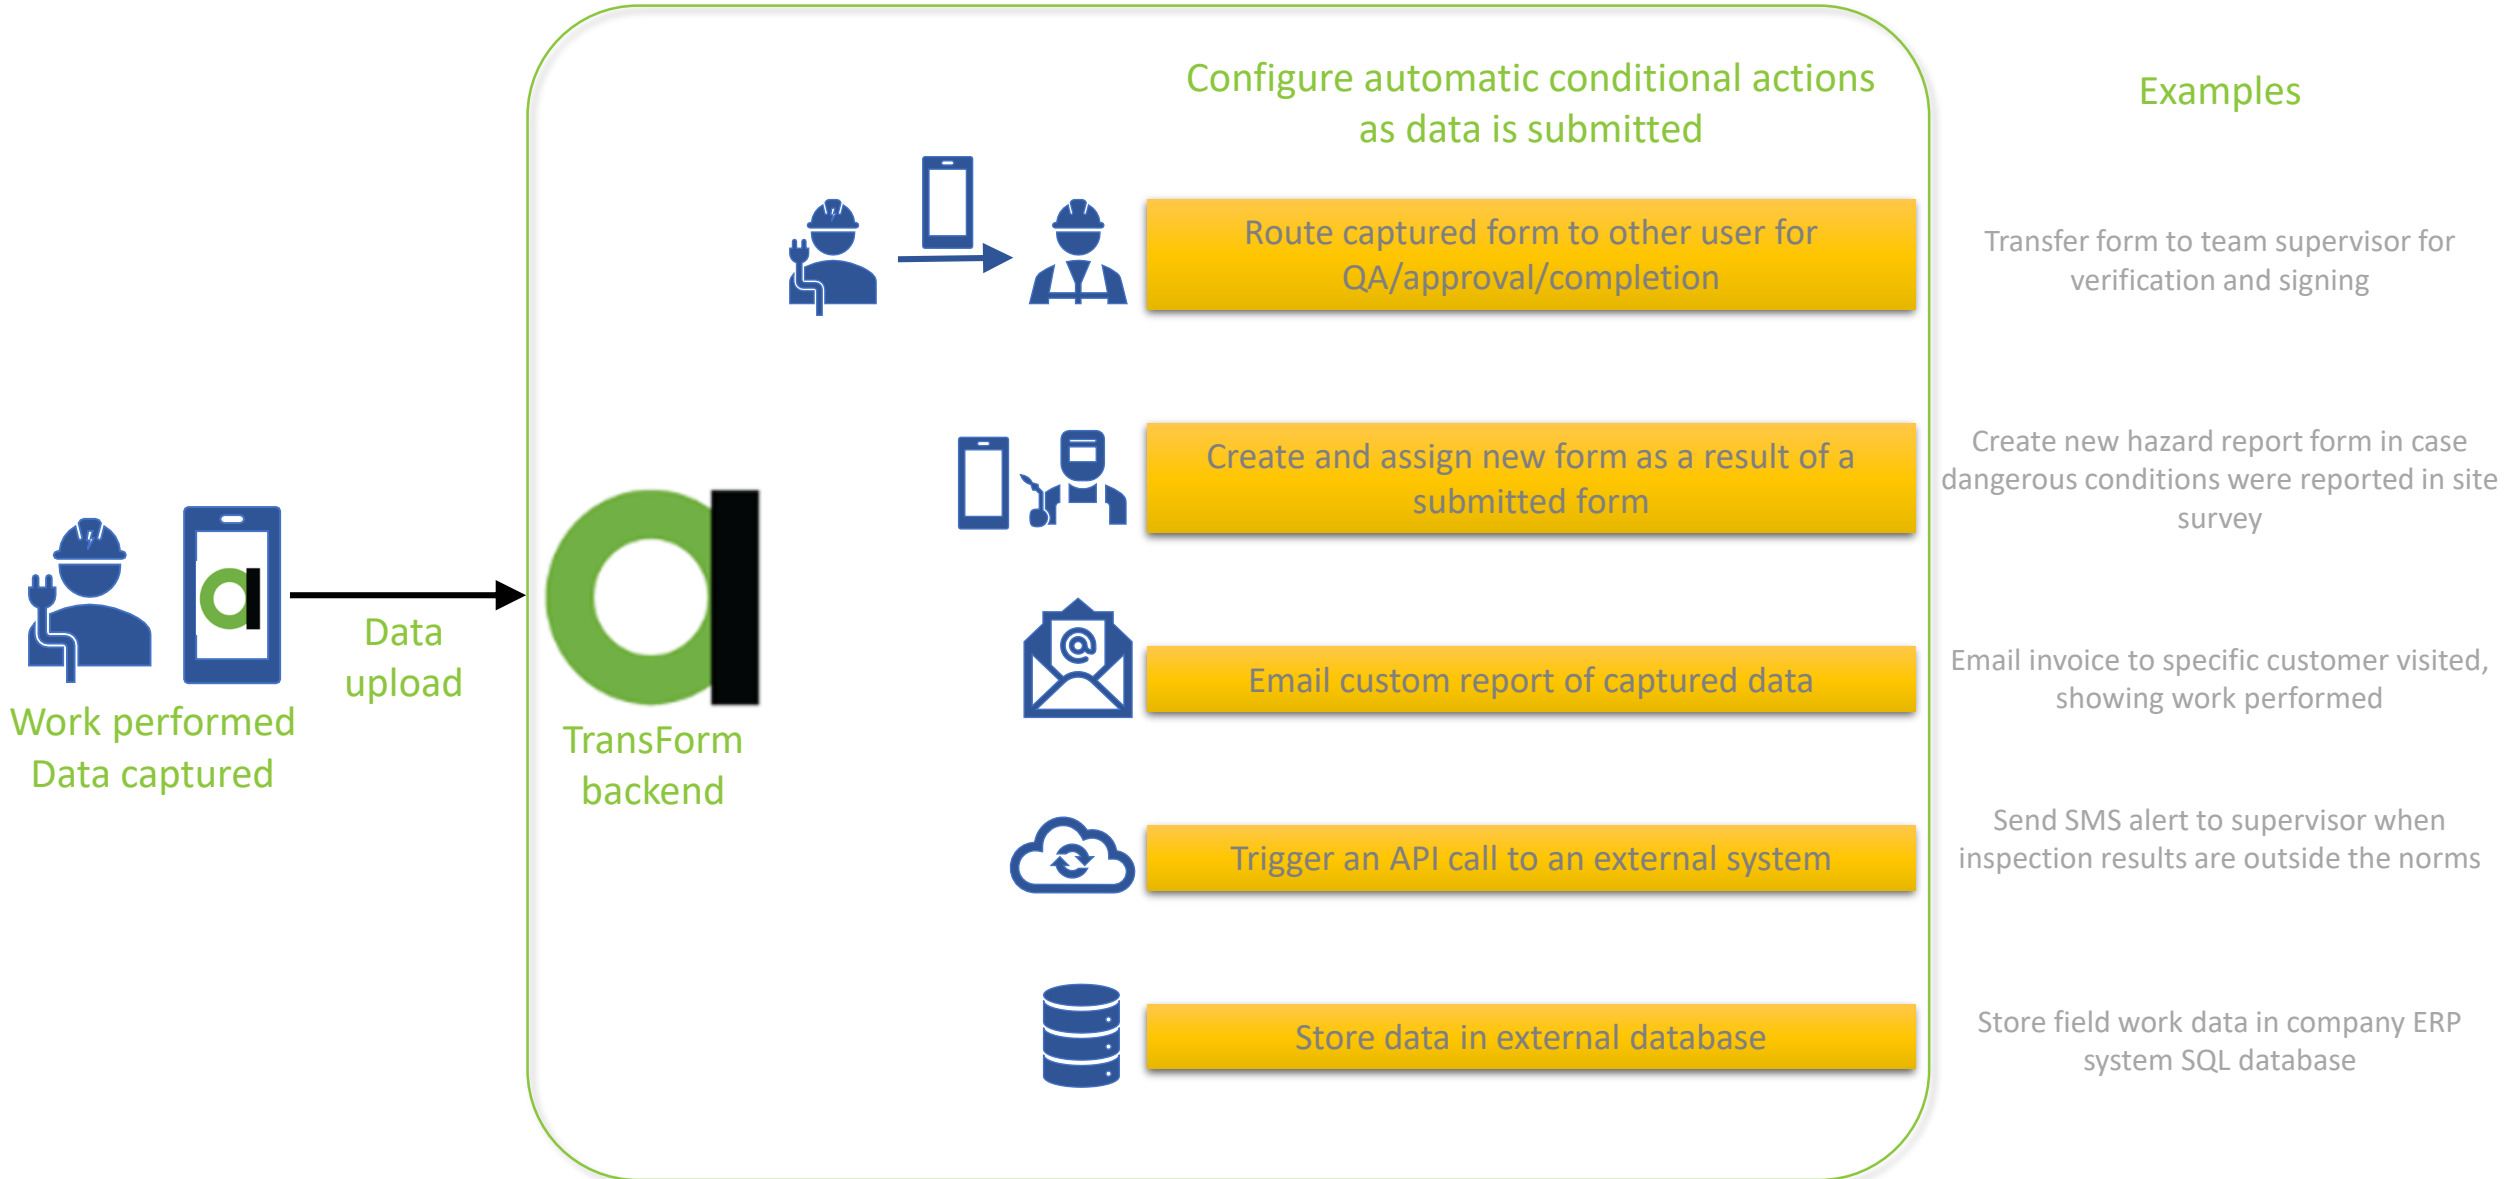 Work performed
Data captured
Data
upload
TransForm
backend
Configure automatic conditional actions
as data is submitted
Examples
Route captured form to other user for
QA/approval/completion
Transfer form to team supervisor for
verification and signing
Create and assign new form as a result of a
submitted form
Create new hazard report form in case
dangerous conditions were reported in site
survey
Email custom report of captured data
Email invoice to specific customer visited,
showing work performed
Trigger an API call to an external system
Send SMS alert to supervisor when
inspection results are outside the norms
Store data in external database
Store field work data in company ERP
system SQL database